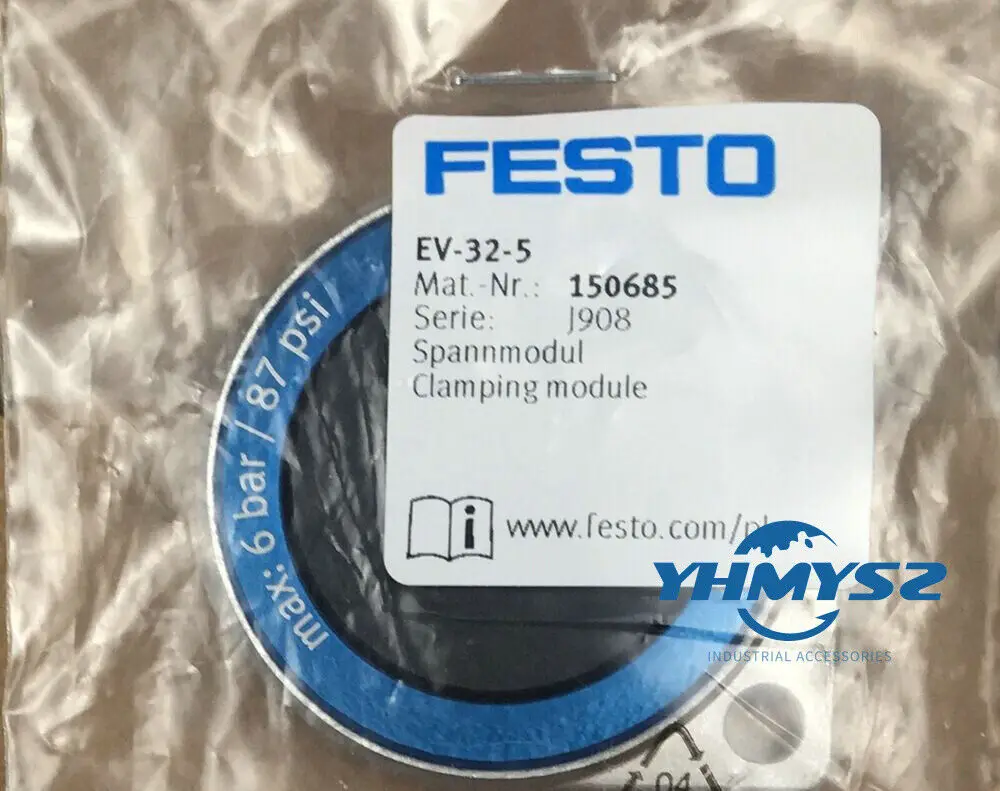 FESTO
EV-32-5
Mat.-Nr.: 150685
Serie: J908
Spannmodul
Clamping module
www.festo.com/
max: 6 bar / 87 psi
YHMYSZ
INDUSTRIAL ACCESSORIES
04